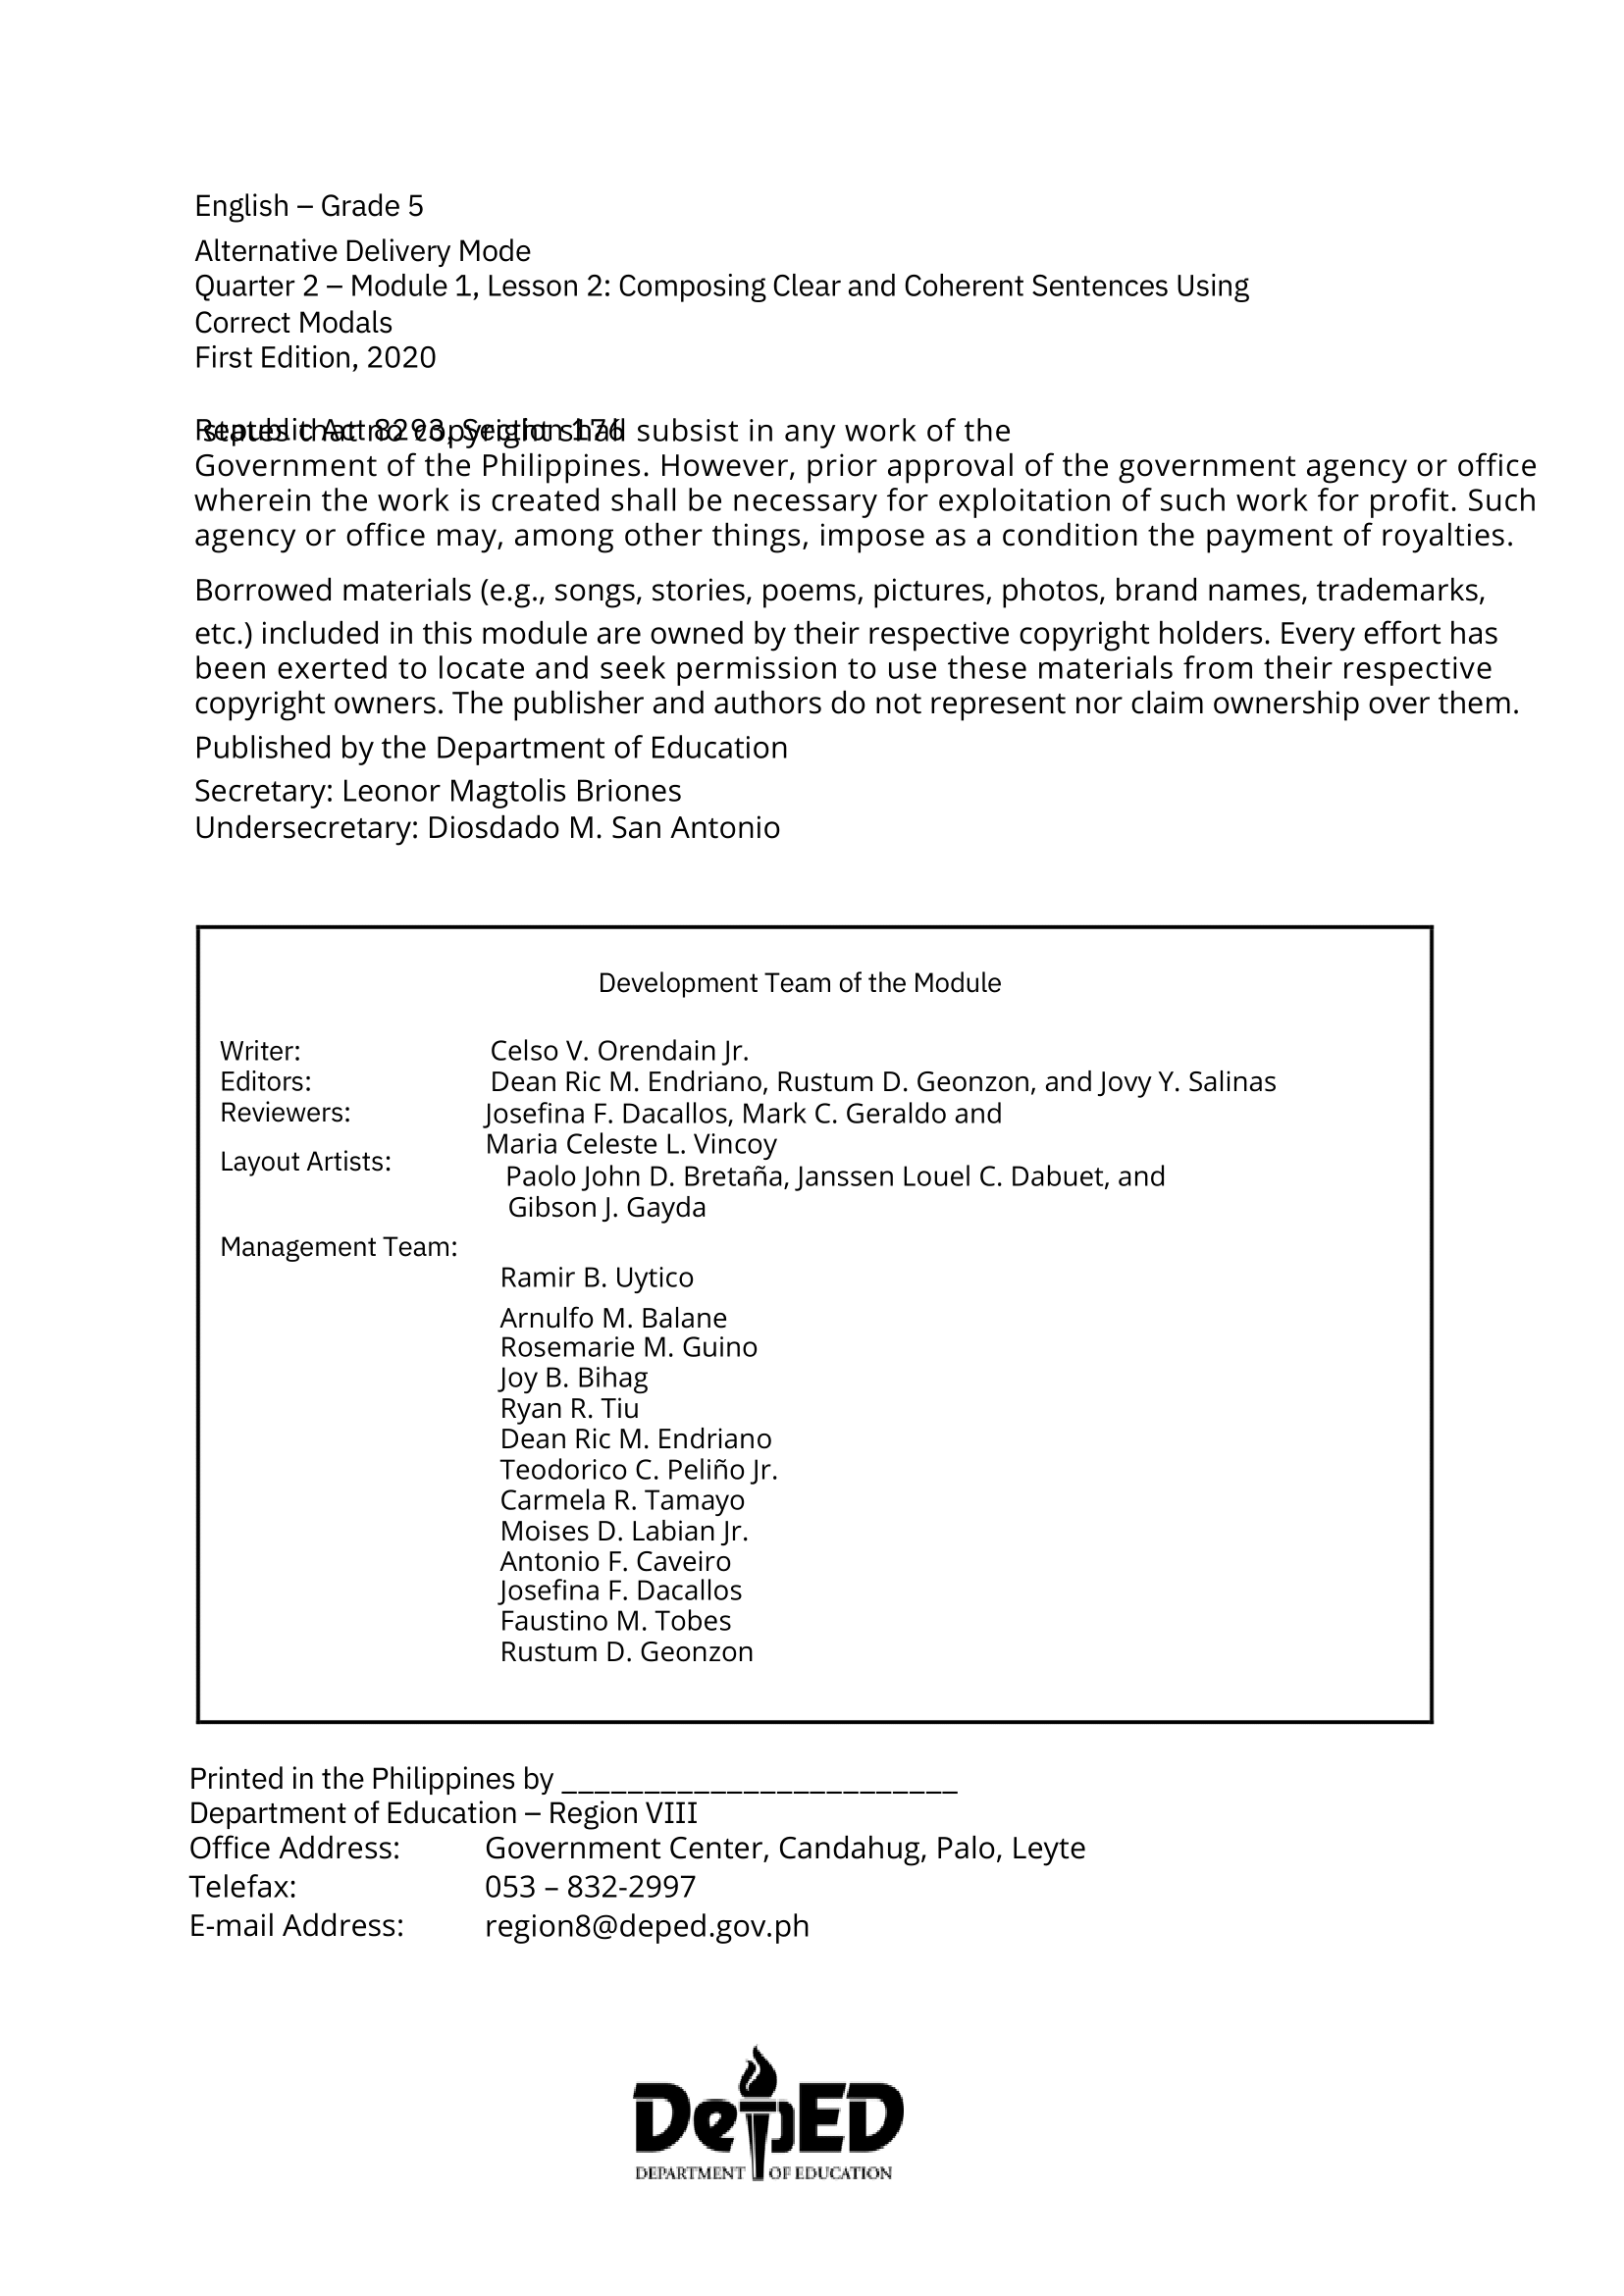 English – Grade 5
Alternative Delivery Mode
Quarter 2 – Module 1, Lesson 2: Composing Clear and Coherent Sentences Using
Correct Modals
First Edition, 2020
Republic Act 8293, Section 176 states that no copyright shall subsist in any work of the
Government of the Philippines. However, prior approval of the government agency or office
wherein the work is created shall be necessary for exploitation of such work for profit. Such
agency or office may, among other things, impose as a condition the payment of royalties.
Borrowed materials (e.g., songs, stories, poems, pictures, photos, brand names, trademarks,
etc.) included in this module are owned by their respective copyright holders. Every effort has
been exerted to locate and seek permission to use these materials from their respective
copyright owners. The publisher and authors do not represent nor claim ownership over them.
Published by the Department of Education
Secretary: Leonor Magtolis Briones
Undersecretary: Diosdado M. San Antonio
Development Team of the Module
Writer: Celso V. Orendain Jr.
Editors: Dean Ric M. Endriano, Rustum D. Geonzon, and Jovy Y. Salinas
Reviewers: Josefina F. Dacallos, Mark C. Geraldo and
Maria Celeste L. Vincoy
Layout Artists: Paolo John D. Bretaña, Janssen Louel C. Dabuet, and
Gibson J. Gayda
Management Team:
Ramir B. Uytico
Arnulfo M. Balane
Rosemarie M. Guino
Joy B. Bihag
Ryan R. Tiu
Dean Ric M. Endriano
Teodorico C. Peliño Jr.
Carmela R. Tamayo
Moises D. Labian Jr.
Antonio F. Caveiro
Josefina F. Dacallos
Faustino M. Tobes
Rustum D. Geonzon
Printed in the Philippines by ________________________
Department of Education – Region VIII
Office Address: Government Center, Candahug, Palo, Leyte
Telefax: 053 – 832-2997
E-mail Address: region8@deped.gov.ph
DepED
DEPARTMENT OF EDUCATION